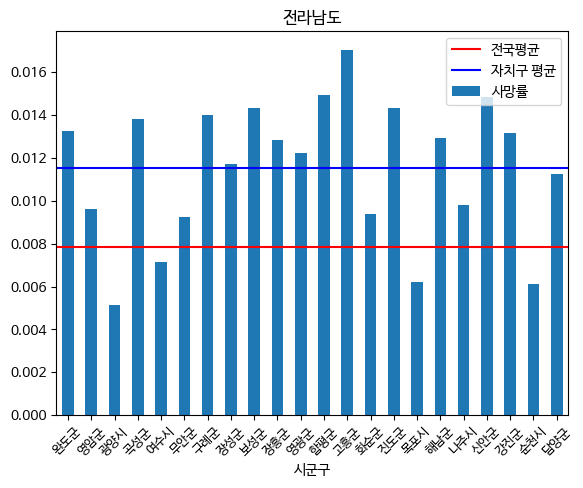 전라남도
전국평균
자치구 평균
사망률
0.016
0.014
0.012
0.010
0.008
0.006
0.004
0.002
0.000
완도군
영암군
광양시
곡성군
여수시
무안군
구례군
장성군
보성군
장흥군
영광군
함평군
고흥군
화순군
진도군
목포시
해남군
나주시
신안군
강진군
순천시
담양군
시군구